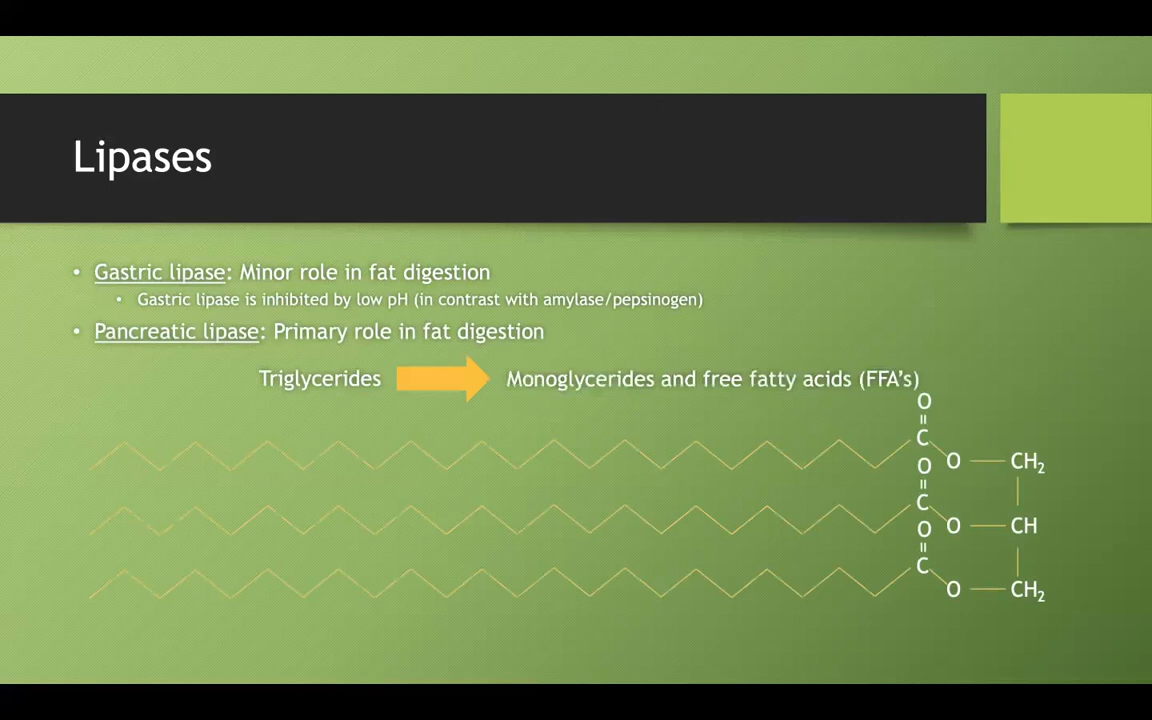 Lipases
• Gastric lipase: Minor role in fat digestion
• Gastric lipase is inhibited by low pH (in contrast with amylase/pepsinogen)
• Pancreatic lipase: Primary role in fat digestion
Triglycerides Monoglycerides and free fatty acids (FFA's)
O
C
O CH₂
O
C
O CH
O
C
O CH₂